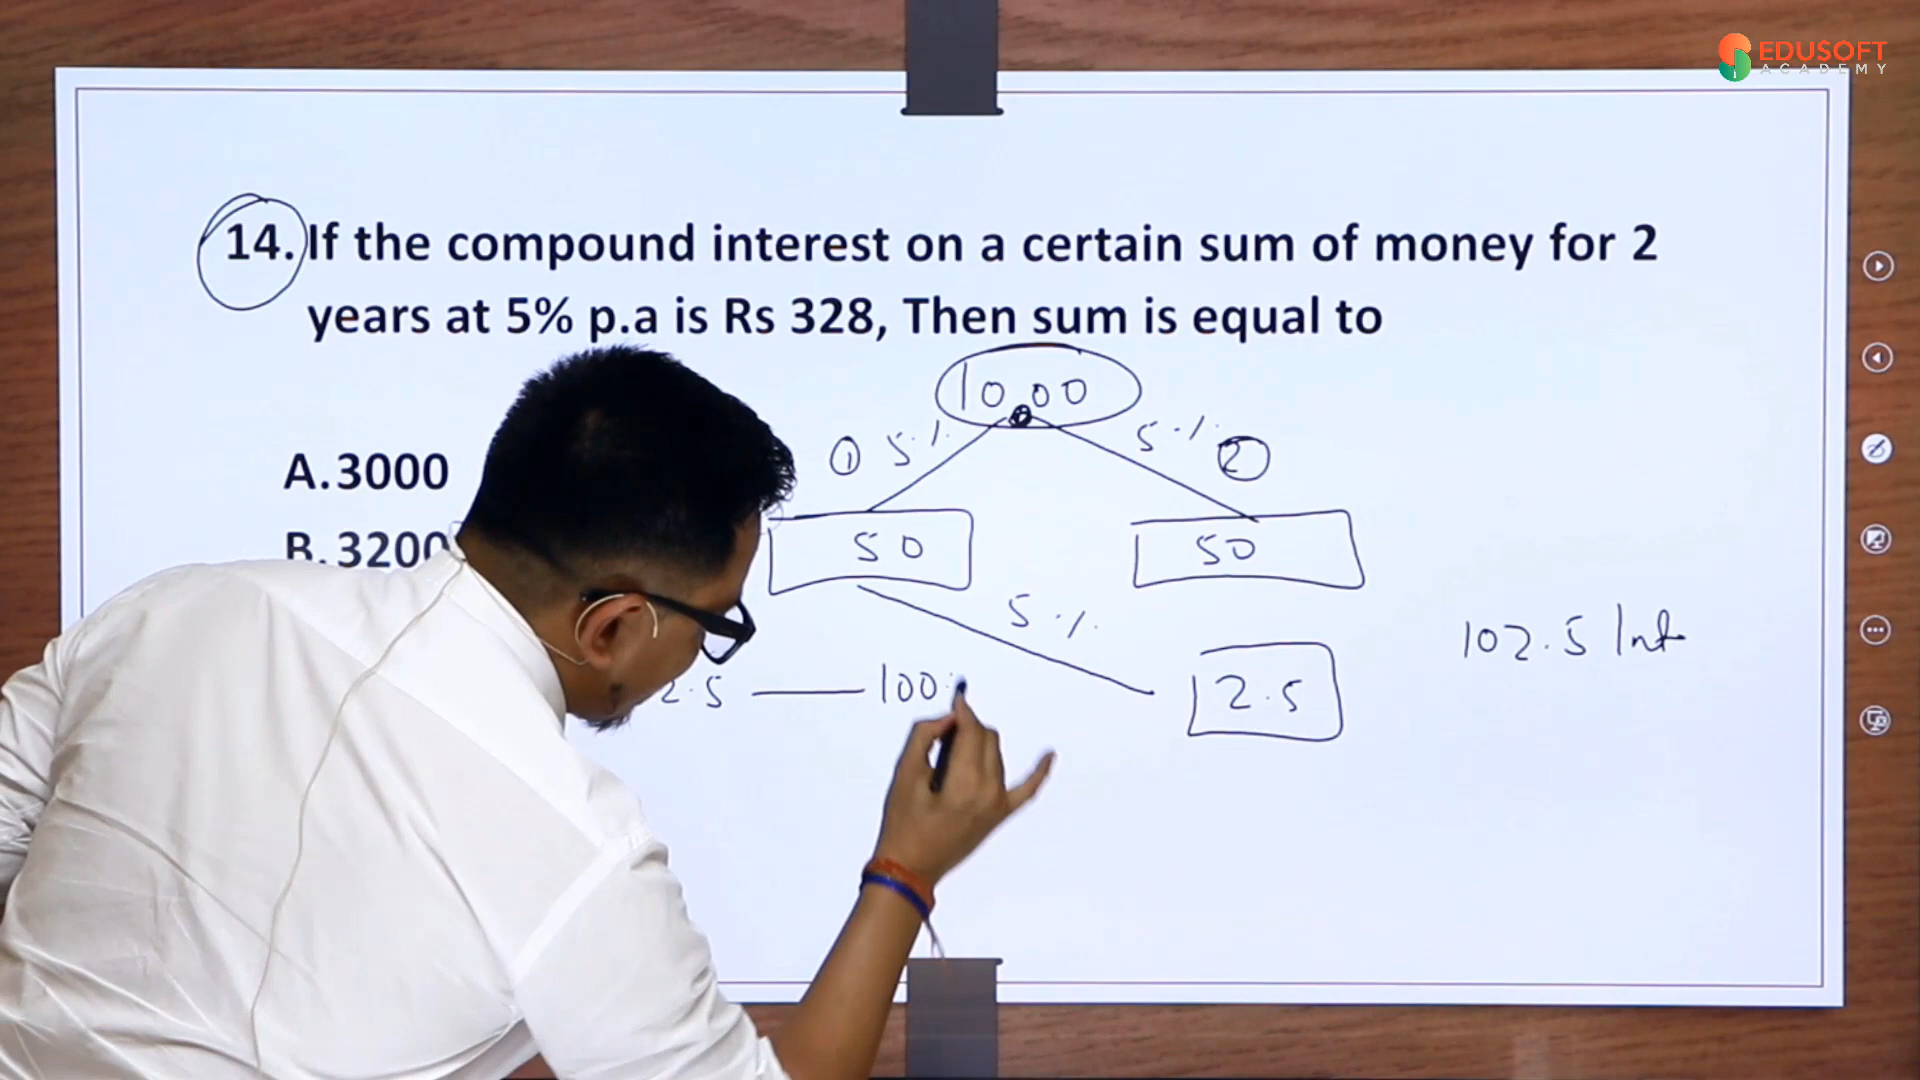 EDUSOFT
ACADEMY
14. If the compound interest on a certain sum of money for 2
years at 5% p.a is Rs 328, Then sum is equal to
1000
① 5% 5% ②
A.3000
50 50
B.3200
5%
102.5 Int
2.5 —— 100
2.5